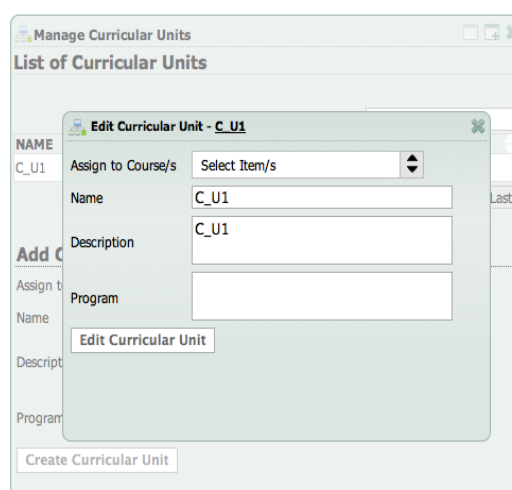 Manage Curricular Units
List of Curricular Units
Edit Curricular Unit - C_U1
NAME
C_U1
Assign to Course/s Select Item/s
Last
Name C_U1
Description C_U1
Program
Edit Curricular Unit
Add C
Assign t
Name
Descript
Program
Create Curricular Unit